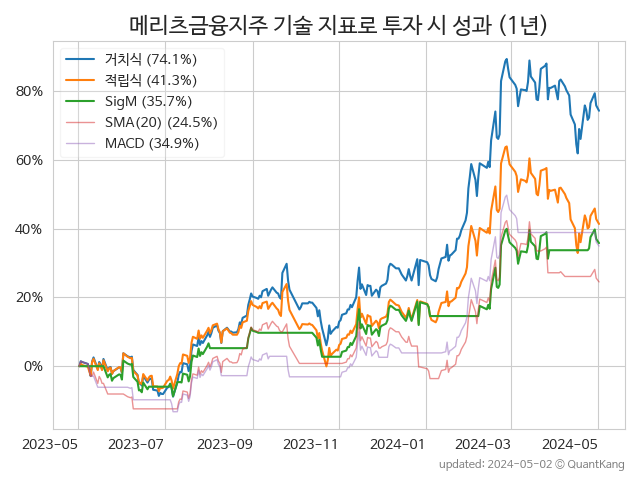 메리츠금융지주 기술 지표로 투자 시 성과 (1년)
거치식 (74.1%)
적립식 (41.3%)
SigM (35.7%)
SMA(20) (24.5%)
MACD (34.9%)
80%
60%
40%
20%
0%
2023-05 2023-07 2023-09 2023-11 2024-01 2024-03 2024-05
updated: 2024-05-02 © QuantKang